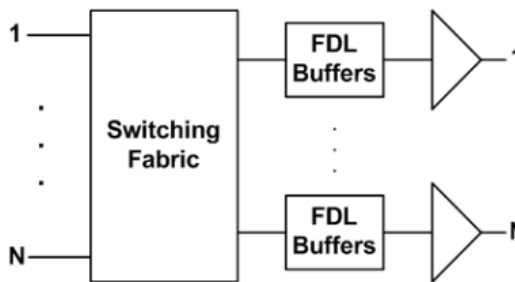 1
FDL
Buffers
Switching
Fabric
FDL
Buffers
N